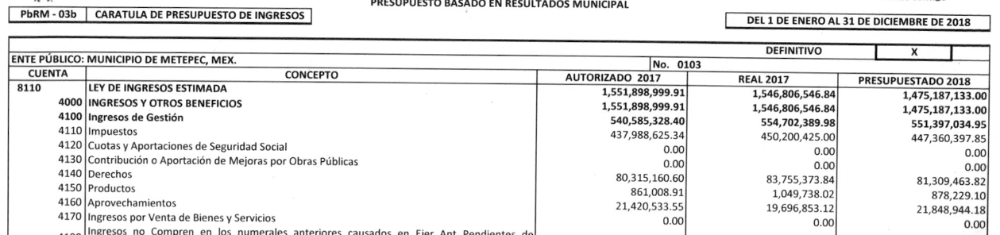 PRESUPUESTO BASADO EN RESULTADOS MUNICIPAL
PbRM - 03b CARATULA DE PRESUPUESTO DE INGRESOS
DEL 1 DE ENERO AL 31 DE DICIEMBRE DE 2018
DEFINITIVO X
ENTE PÚBLICO: MUNICIPIO DE METEPEC, MEX. No. 0103
CUENTA CONCEPTO AUTORIZADO 2017 REAL 2017 PRESUPUESTADO 2018
8110 LEY DE INGRESOS ESTIMADA 1,551,898,999.91 1,546,806,546.84 1,475,187,133.00
4000 INGRESOS Y OTROS BENEFICIOS 1,551,898,999.91 1,546,806,546.84 1,475,187,133.00
4100 Ingresos de Gestión 540,585,328.40 554,702,389.98 551,397,034.95
4110 Impuestos 437,988,625.34 450,200,425.00 447,360,397.85
4120 Cuotas y Aportaciones de Seguridad Social 0.00 0.00 0.00
4130 Contribución o Aportación de Mejoras por Obras Públicas 0.00 0.00 0.00
4140 Derechos 80,315,160.60 83,755,373.84 81,309,463.82
4150 Productos 861,008.91 1,049,738.02 878,229.10
4160 Aprovechamientos 21,420,533.55 19,696,853.12 21,848,944.18
4170 Ingresos por Venta de Bienes y Servicios 0.00 0.00 0.00
Ingresos no Compren en los numerales anteriores causados en Ejer Ant Pendientes de